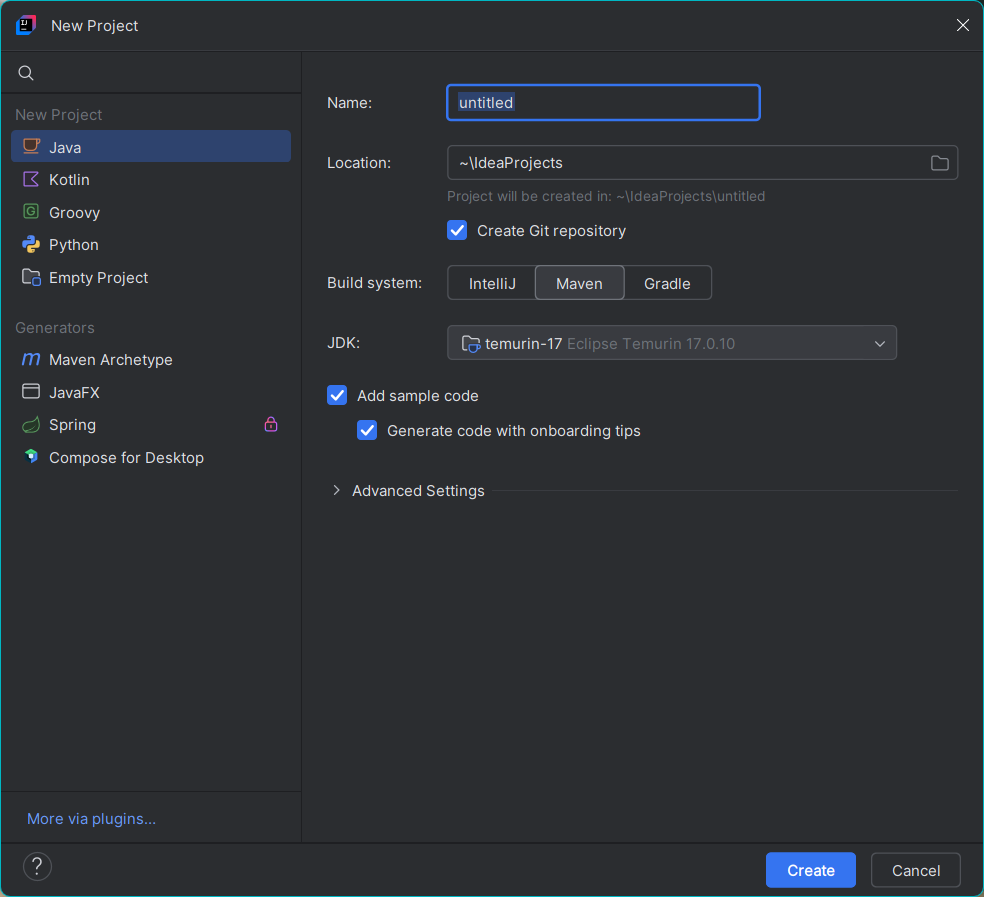 New Project
New Project
Java
Kotlin
Groovy
Python
Empty Project
Generators
Maven Archetype
JavaFX
Spring
Compose for Desktop
More via plugins...
Name: untitled
Location: ~\IdeaProjects
Project will be created in: ~\IdeaProjects\untitled
Create Git repository
Build system: IntelliJ Maven Gradle
JDK: temurin-17 Eclipse Temurin 17.0.10
Add sample code
Generate code with onboarding tips
Advanced Settings
? Create Cancel